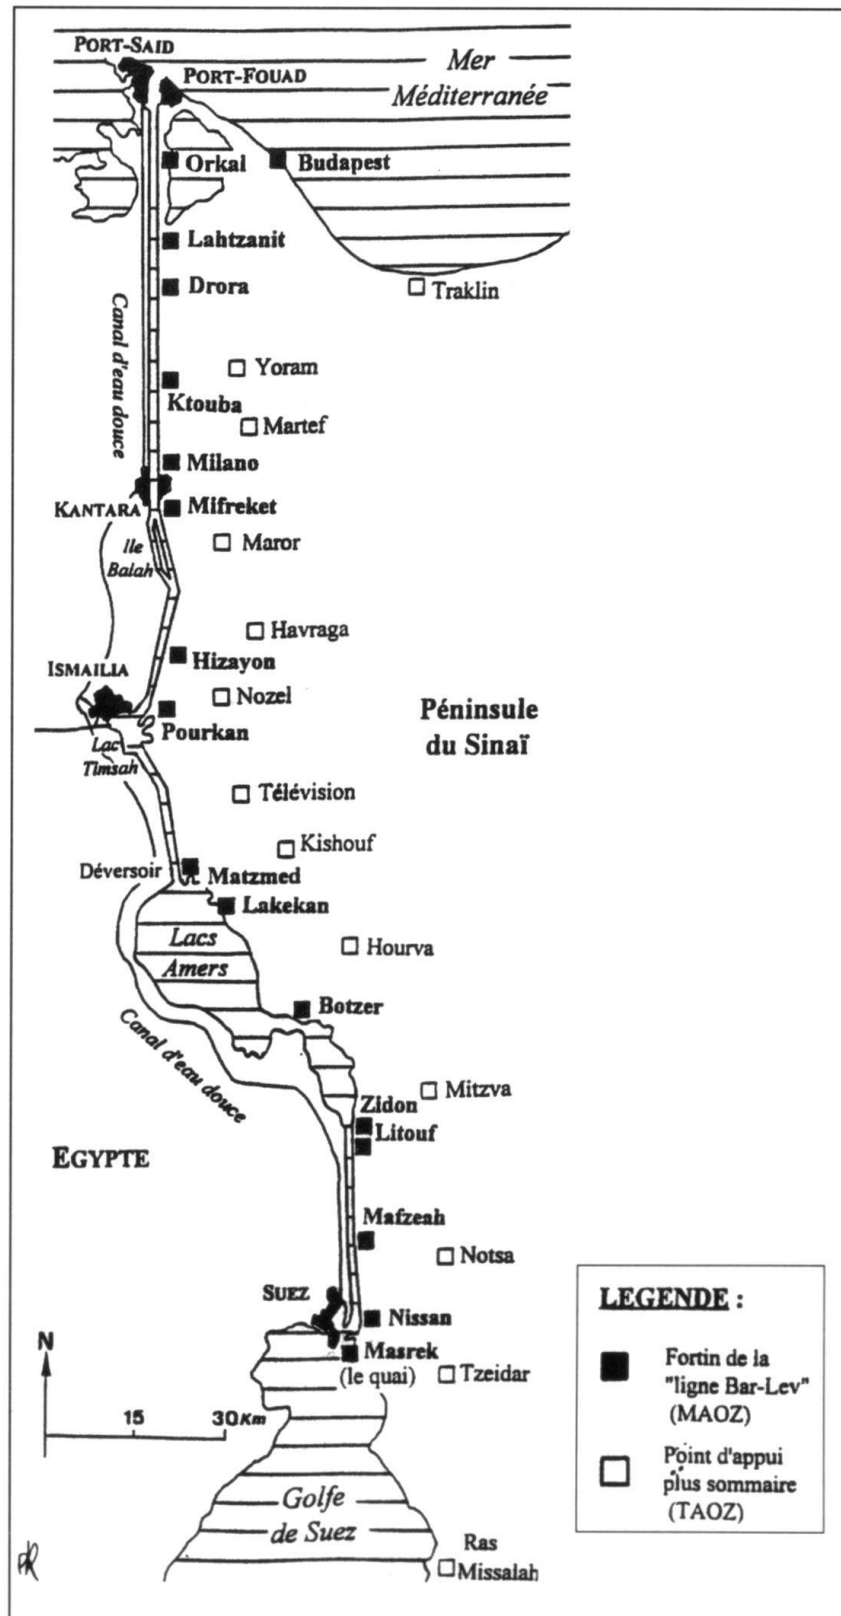 PORT-SAID
PORT-FOUAD
Mer
Méditerranée
Orkal
Budapest
Lahtzanit
Drora
Traklin
Canal d'eau douce
Yoram
Ktouba
Martef
Milano
KANTARA
Mifreket
Ile
Balah
Maror
Havraga
ISMAILIA
Hizayon
Nozel
Pourkan
Péninsule
du Sinaï
Lac
Timsah
Télévision
Kishouf
Déversoir
Matzmed
Lakekan
Lacs
Amers
Hourva
Botzer
Canal d'eau douce
Mitzva
Zidon
Litouf
EGYPTE
Mafzeah
Notsa
SUEZ
Nissan
Masrek
(le quai)
Tzeidar
N
15
30 Km
Golfe
de Suez
Ras
Missalah
LEGENDE :
Fortin de la
"ligne Bar-Lev"
(MAOZ)
Point d'appui
plus sommaire
(TAOZ)